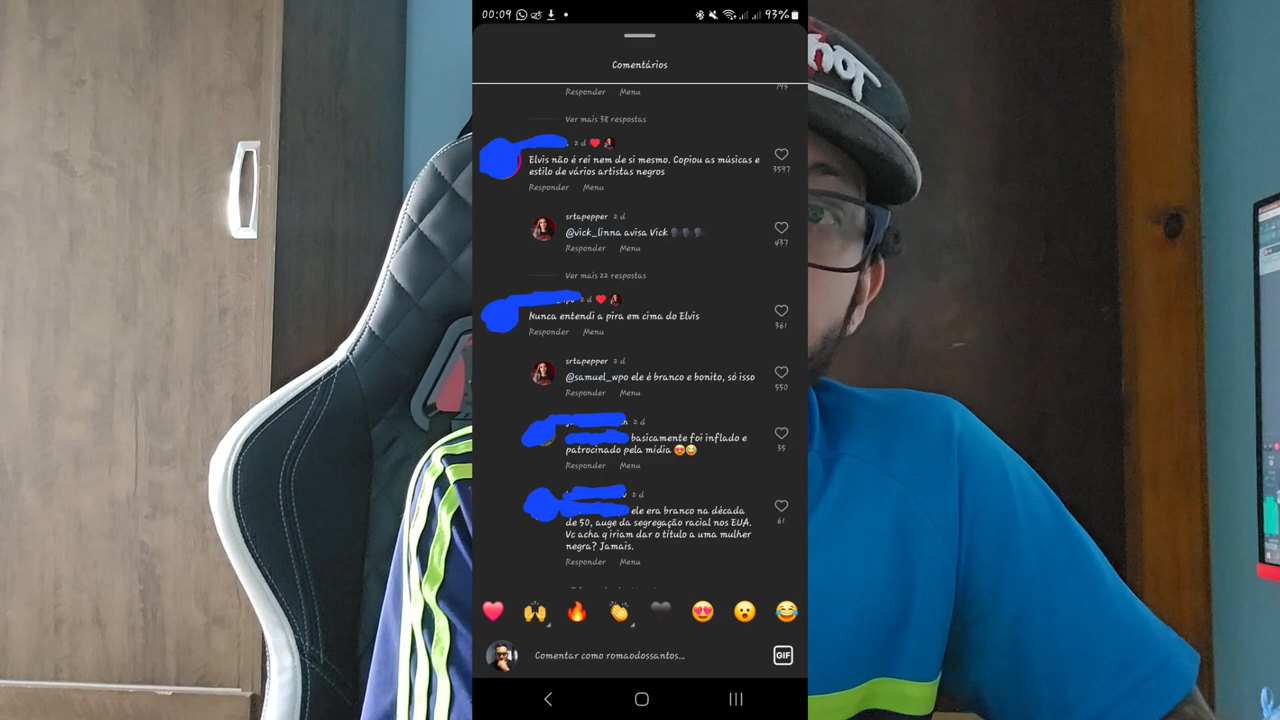 00:09
93%
Comentários
Responder Menu
Ver mais 38 respostas
2 d
Elvis não é rei nem de si mesmo. Copiou as músicas e
estilo de vários artistas negros
3597
Responder Menu
srtapepper 2 d
@vick_linna avisa Vick
437
Responder Menu
Ver mais 22 respostas
2 d
Nunca entendi a pira em cima do Elvis
361
Responder Menu
srtapepper 2 d
@samuel_wpo ele é branco e bonito, só isso
550
Responder Menu
2 d
basicamente foi inflado e
patrocinado pela mídia 😍😂
35
Responder Menu
2 d
ele era branco na década
de 50, auge da segregação racial nos EUA.
Vc acha q iriam dar o título a uma mulher
negra? Jamais.
61
Responder Menu
Comentar como romaodossantos...
GIF